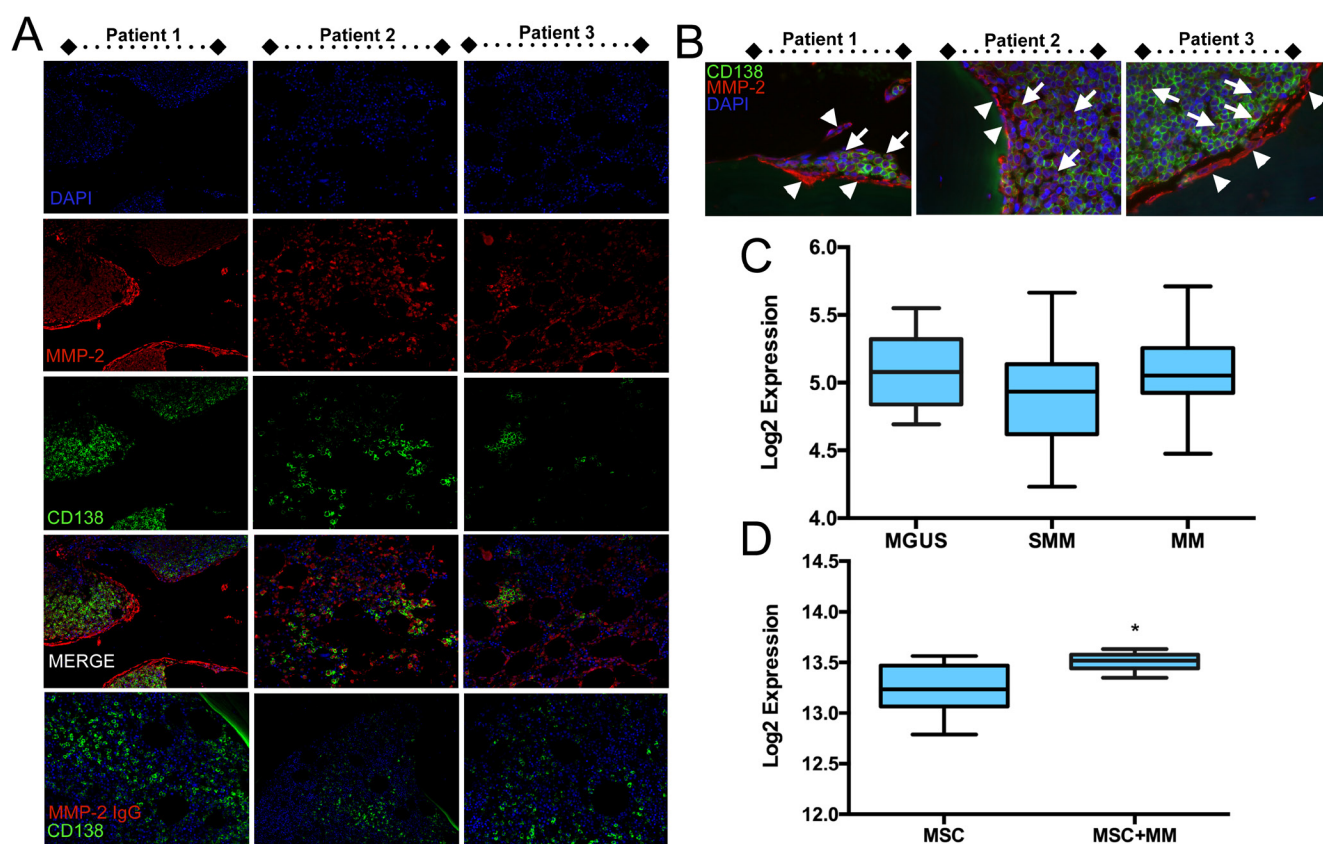 A
Patient 1
Patient 2
Patient 3
DAPI
MMP-2
CD138
MERGE
MMP-2 IgG
CD138
B
Patient 1
Patient 2
Patient 3
CD138
MMP-2
DAPI
C
Log2 Expression
6.0
5.5
5.0
4.5
4.0
MGUS
SMM
MM
D
Log2 Expression
14.5
14.0
13.5
13.0
12.5
12.0
*
MSC
MSC+MM